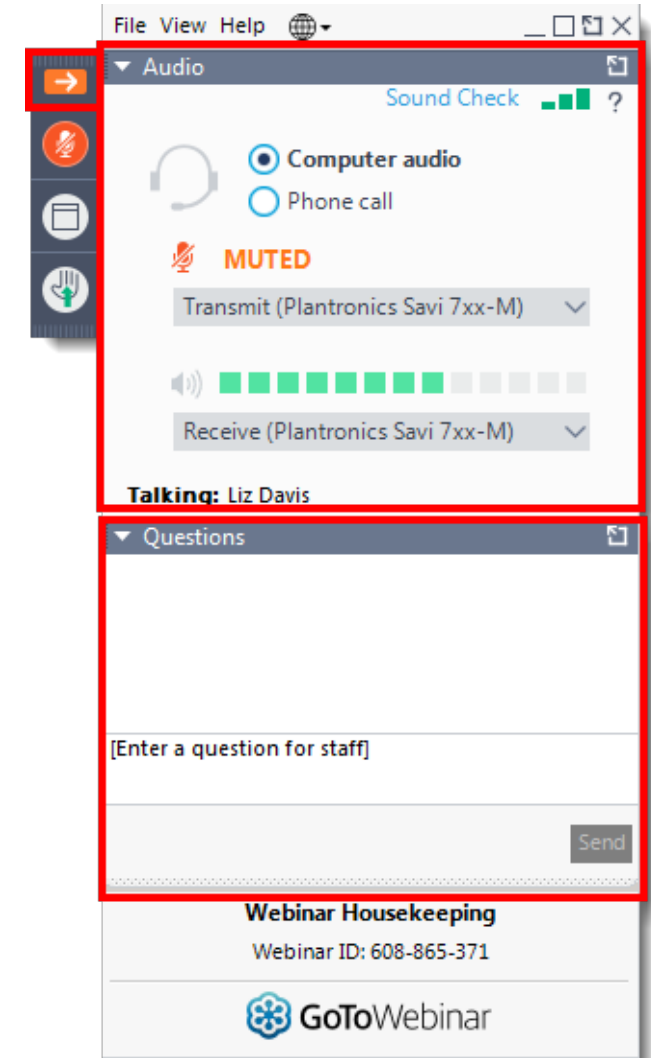 File View Help
Audio
Sound Check ?
Computer audio
Phone call
MUTED
Transmit (Plantronics Savi 7xx-M)
Receive (Plantronics Savi 7xx-M)
Talking: Liz Davis
Questions
[Enter a question for staff]
Send
Webinar Housekeeping
Webinar ID: 608-865-371
GoToWebinar